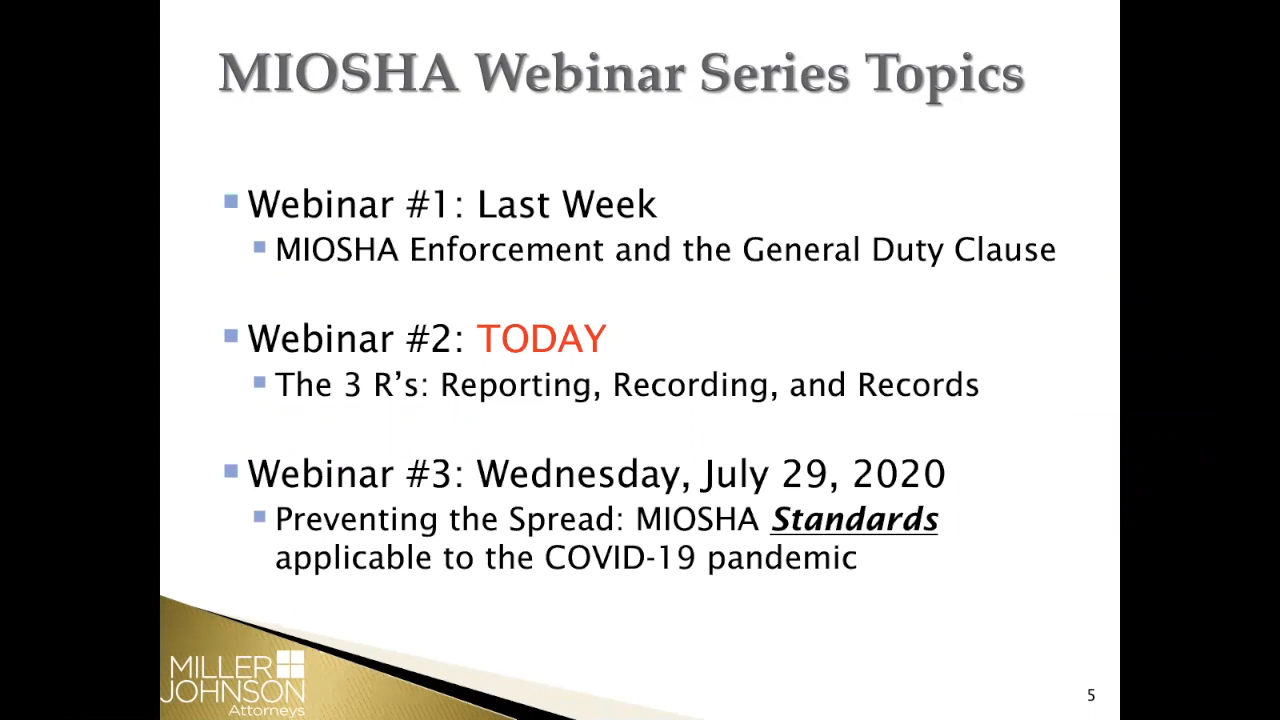 MIOSHA Webinar Series Topics
Webinar #1: Last Week
MIOSHA Enforcement and the General Duty Clause
Webinar #2: TODAY
The 3 R’s: Reporting, Recording, and Records
Webinar #3: Wednesday, July 29, 2020
Preventing the Spread: MIOSHA Standards
applicable to the COVID-19 pandemic
MILLER
JOHNSON
Attorneys
5